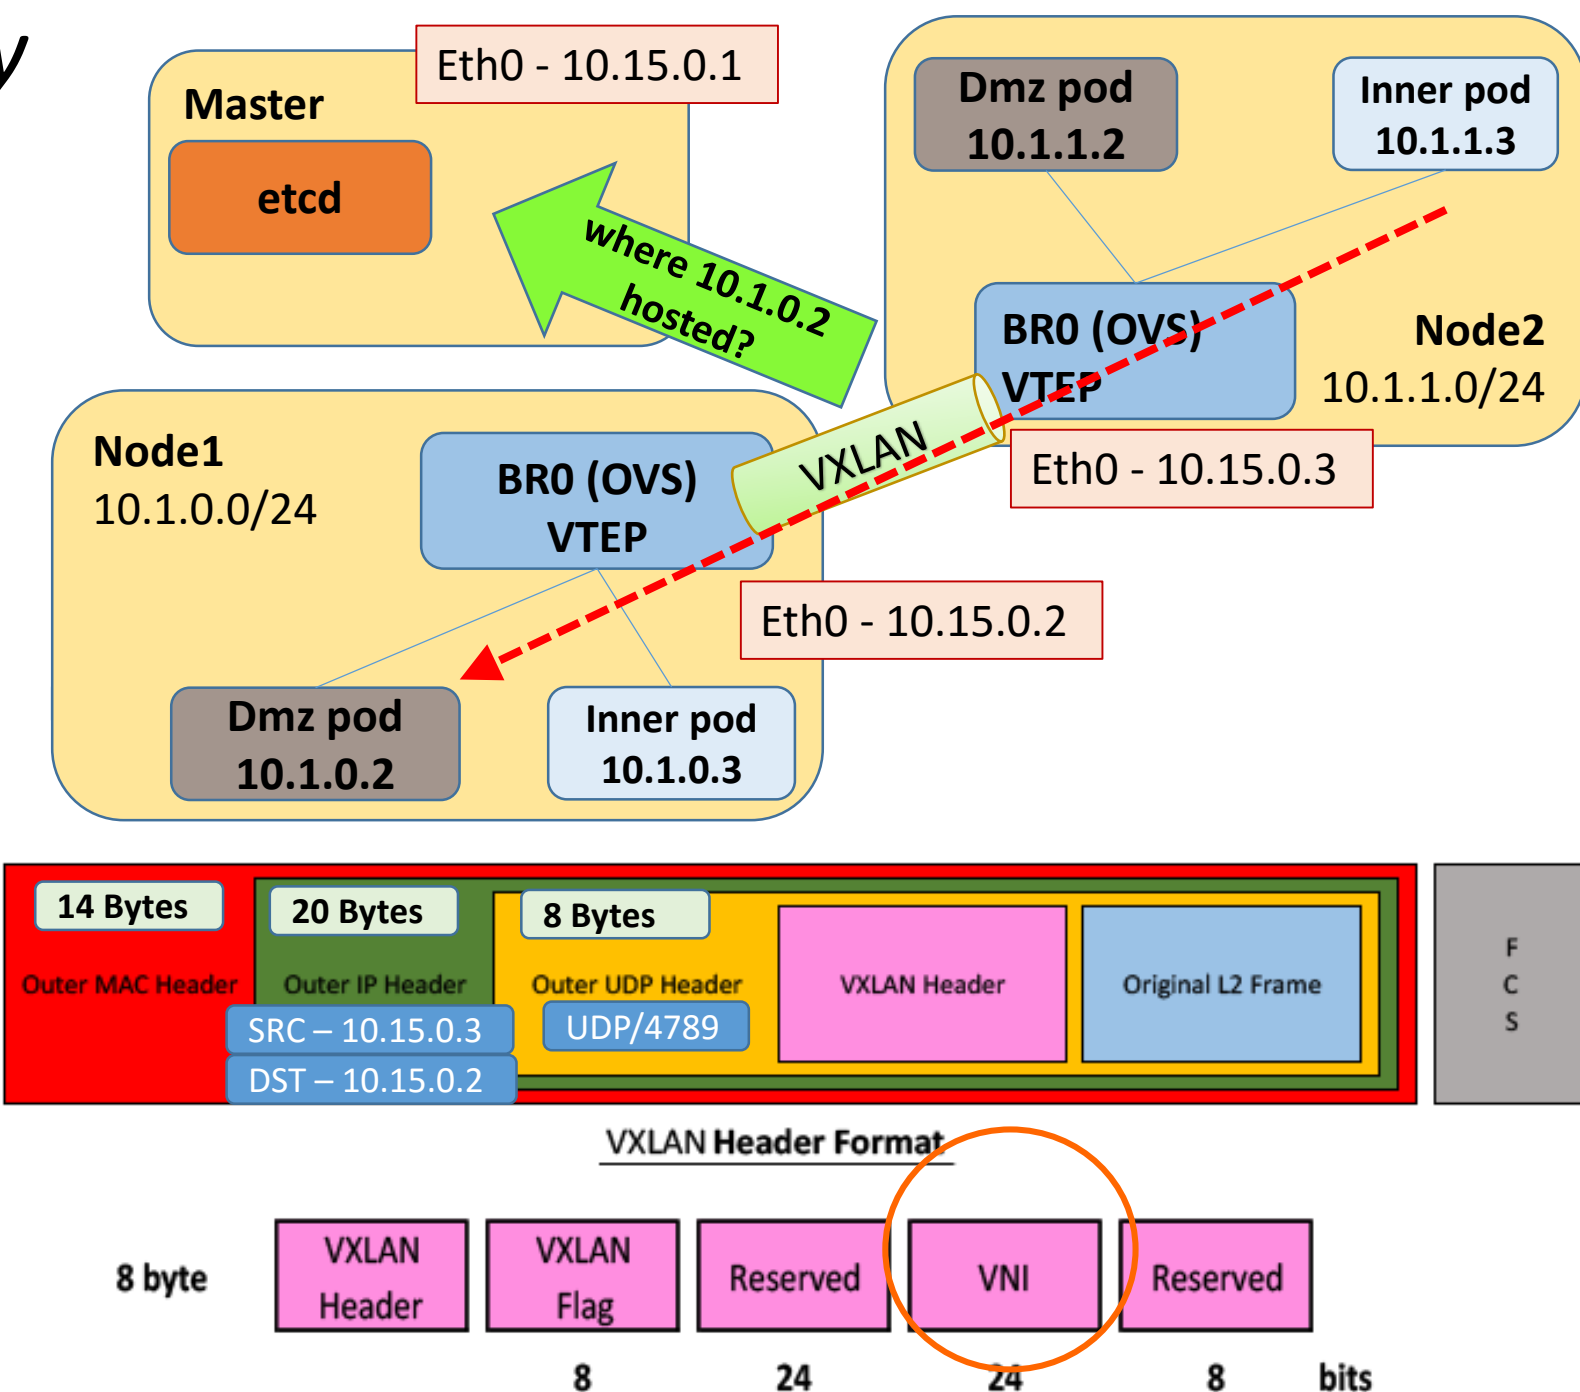 y
Eth0 - 10.15.0.1
Master
etcd
where 10.1.0.2
hosted?
Dmz pod
10.1.1.2
Inner pod
10.1.1.3
BR0 (OVS)
VTEP
Node2
10.1.1.0/24
Eth0 - 10.15.0.3
VXLAN
Node1
10.1.0.0/24
BR0 (OVS)
VTEP
Eth0 - 10.15.0.2
Dmz pod
10.1.0.2
Inner pod
10.1.0.3
14 Bytes
20 Bytes
8 Bytes
Outer MAC Header
Outer IP Header
Outer UDP Header
VXLAN Header
Original L2 Frame
F
C
S
SRC – 10.15.0.3
UDP/4789
DST – 10.15.0.2
VXLAN Header Format
8 byte
VXLAN
Header
VXLAN
Flag
Reserved
VNI
Reserved
8
24
24
8
bits